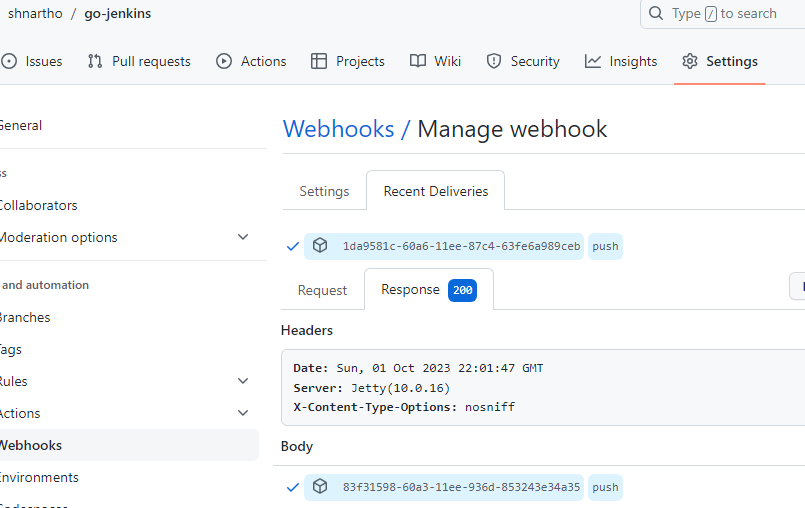 shnartho / go-jenkins
Type / to search
Issues Pull requests Actions Projects Wiki Security Insights Settings
General
Webhooks / Manage webhook
ss
Collaborators
Moderation options
Settings Recent Deliveries
1da9581c-60a6-11ee-87c4-63fe6a989ceb push
and automation
Request Response 200
Branches
Headers
Tags
Date: Sun, 01 Oct 2023 22:01:47 GMT
Rules
Server: Jetty(10.0.16)
X-Content-Type-Options: nosniff
Actions
Webhooks
Body
Environments
83f31598-60a3-11ee-936d-853243e34a35 push